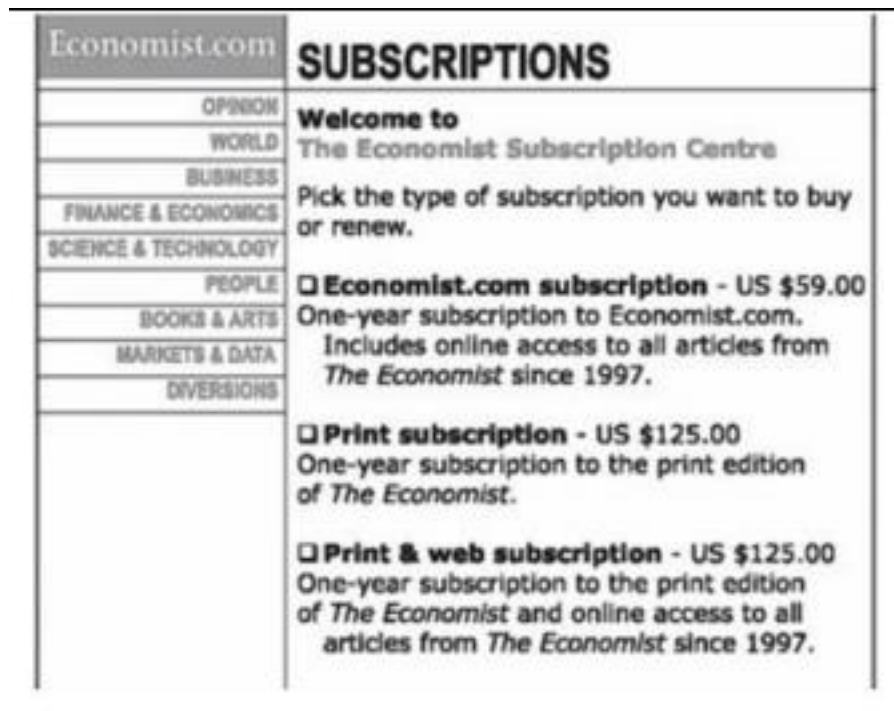 Economist.com
OPINION
WORLD
BUSINESS
FINANCE & ECONOMICS
SCIENCE & TECHNOLOGY
PEOPLE
BOOKS & ARTS
MARKETS & DATA
DIVERSIONS
SUBSCRIPTIONS
Welcome to
The Economist Subscription Centre
Pick the type of subscription you want to buy
or renew.
❑ Economist.com subscription - US $59.00
One-year subscription to Economist.com.
Includes online access to all articles from
The Economist since 1997.
❑ Print subscription - US $125.00
One-year subscription to the print edition
of The Economist.
❑ Print & web subscription - US $125.00
One-year subscription to the print edition
of The Economist and online access to all
articles from The Economist since 1997.